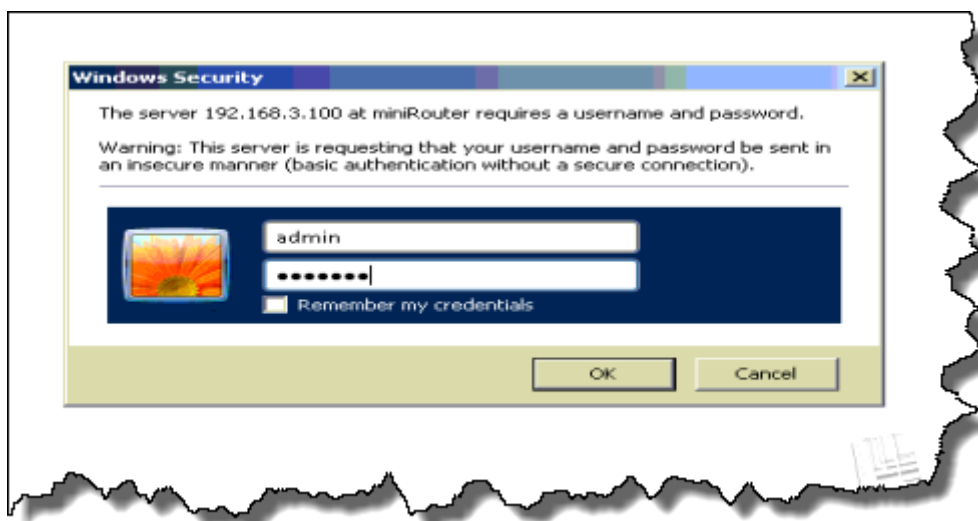 Windows Security
The server 192.168.3.100 at miniRouter requires a username and password.
Warning: This server is requesting that your username and password be sent in
an insecure manner (basic authentication without a secure connection).
admin
●●●●●●●
Remember my credentials
OK
Cancel